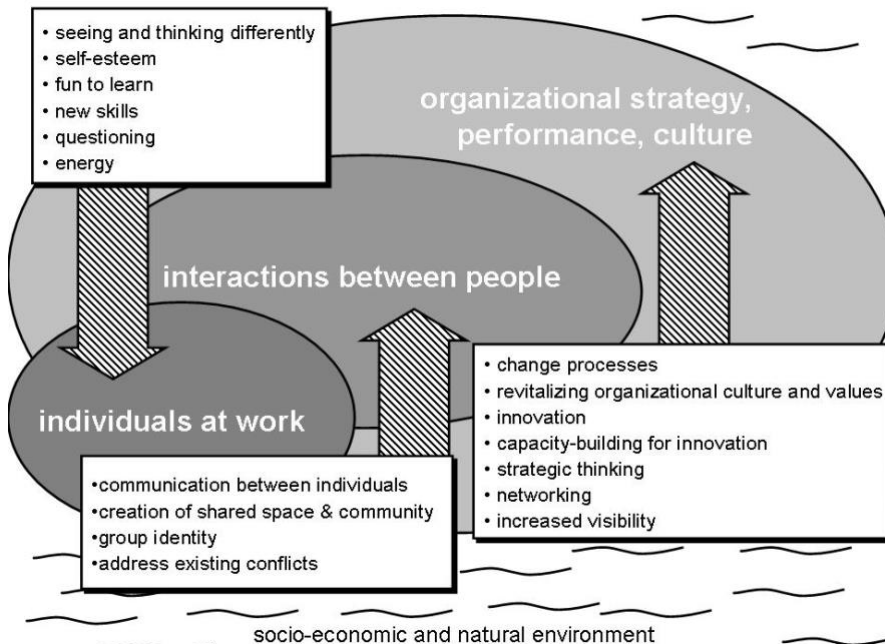 • seeing and thinking differently
• self-esteem
• fun to learn
• new skills
• questioning
• energy
organizational strategy,
performance, culture
interactions between people
individuals at work
• change processes
• revitalizing organizational culture and values
• innovation
• capacity-building for innovation
• strategic thinking
• networking
• increased visibility
•communication between individuals
•creation of shared space & community
•group identity
•address existing conflicts
socio-economic and natural environment